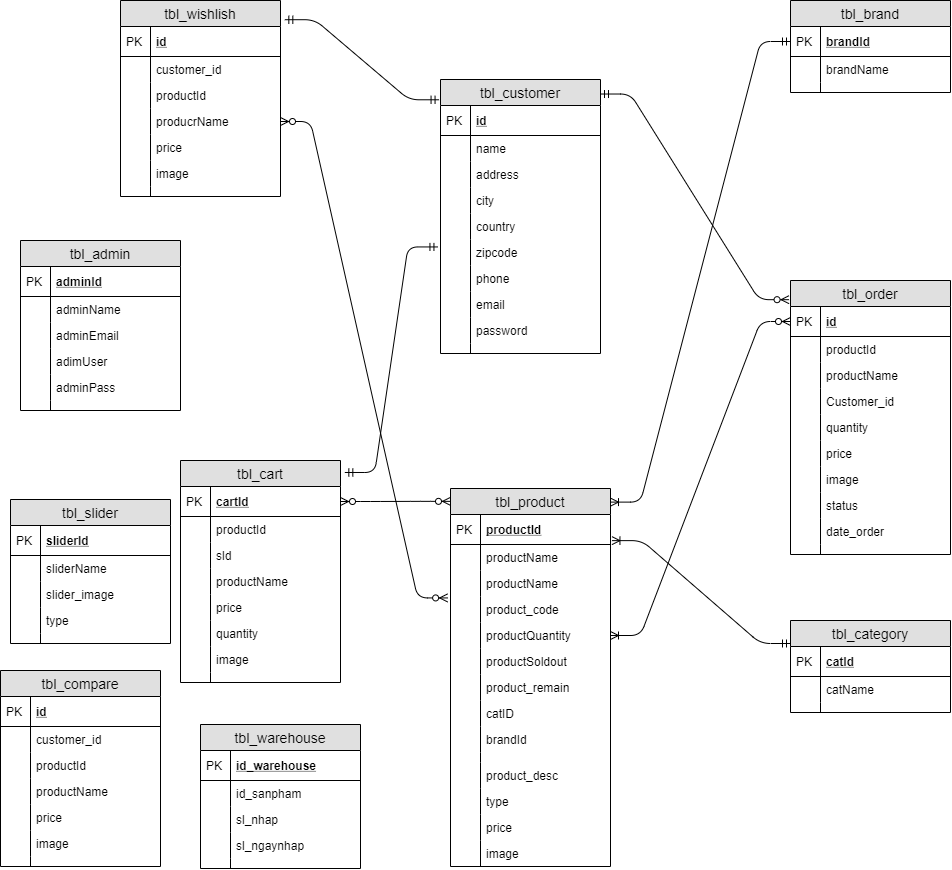 tbl_wishlish
PK id
customer_id
productId
producrName
price
image
tbl_customer
PK id
name
address
city
country
zipcode
phone
email
password
tbl_brand
PK brandId
brandName
tbl_admin
PK adminId
adminName
adminEmail
adimUser
adminPass
tbl_order
PK id
productId
productName
Customer_id
quantity
price
image
status
date_order
tbl_cart
PK cartId
productId
sId
productName
price
quantity
image
tbl_product
PK productId
productName
productName
product_code
productQuantity
productSoldout
product_remain
catID
brandId
product_desc
type
price
image
tbl_slider
PK sliderId
sliderName
slider_image
type
tbl_category
PK catId
catName
tbl_compare
PK id
customer_id
productId
productName
price
image
tbl_warehouse
PK id_warehouse
id_sanpham
sl_nhap
sl_ngaynhap